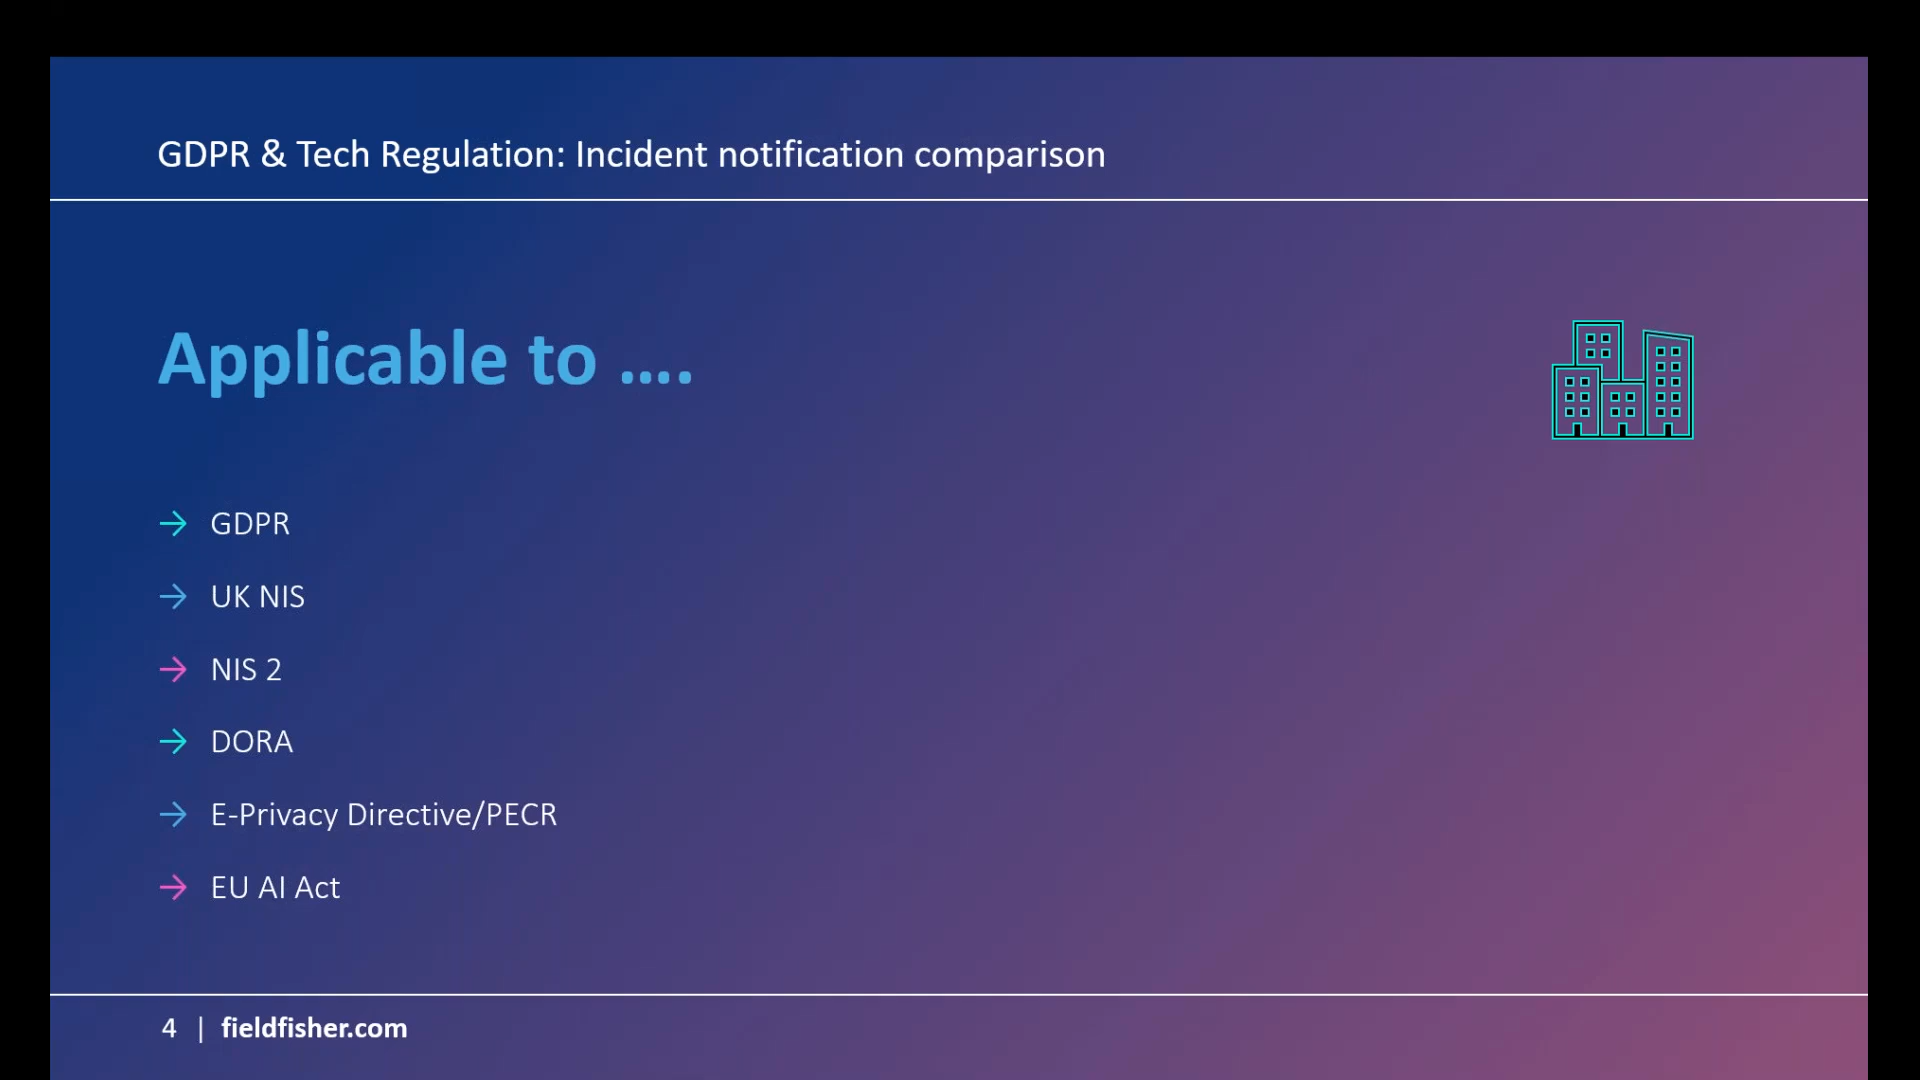 GDPR & Tech Regulation: Incident notification comparison
Applicable to ....
GDPR
UK NIS
NIS 2
DORA
E-Privacy Directive/PECR
EU AI Act
4 | fieldfisher.com